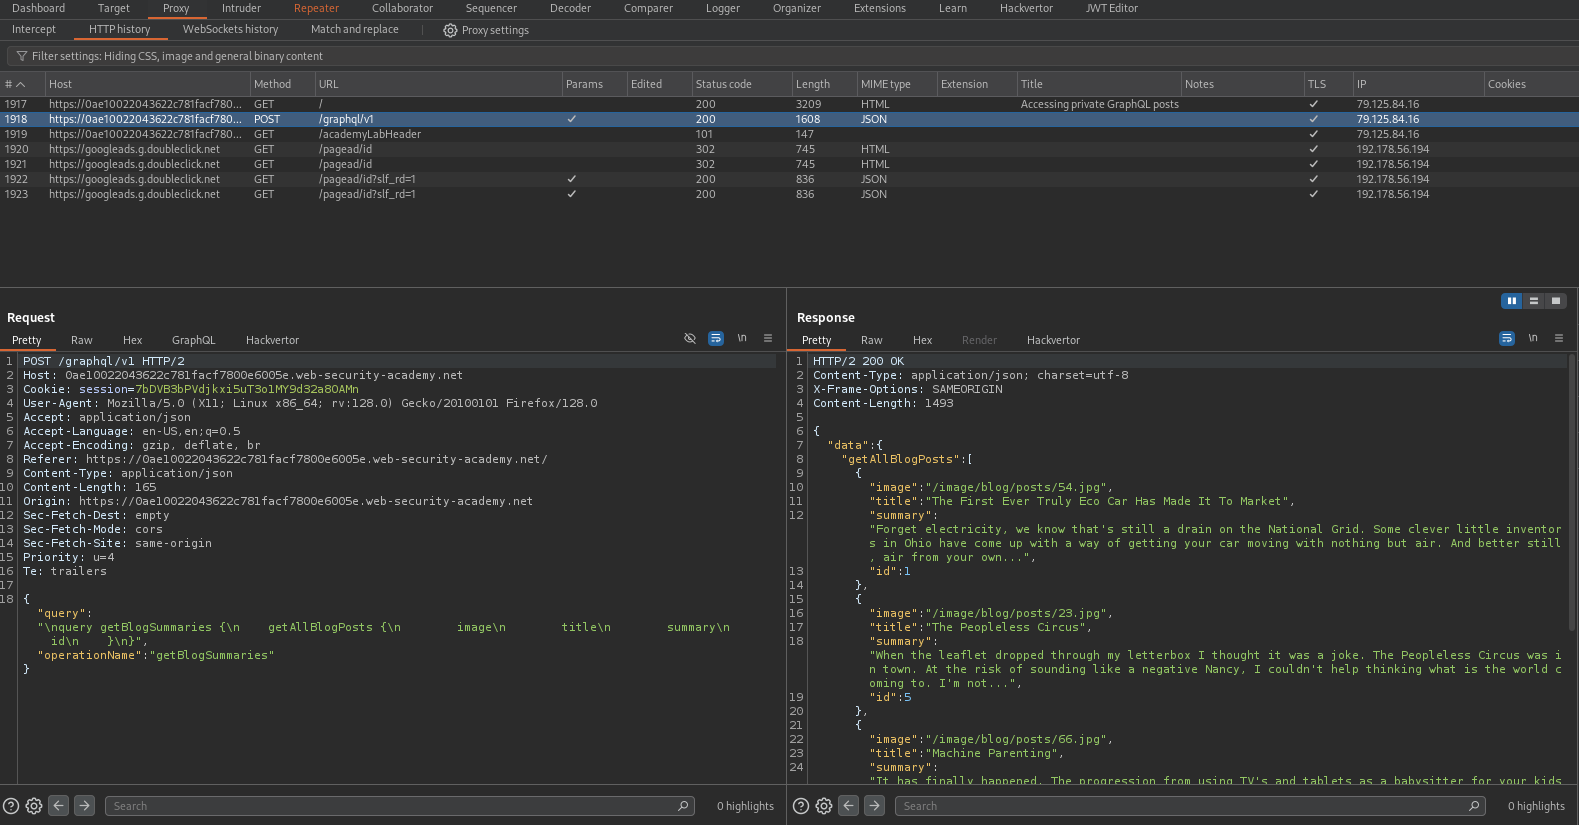 Dashboard Target Proxy Intruder Repeater Collaborator Sequencer Decoder Comparer Logger Organizer Extensions Learn Hackvertor JWT Editor
Intercept HTTP history WebSockets history Match and replace Proxy settings
Filter settings: Hiding CSS, image and general binary content
# Host Method URL Params Edited Status code Length MIME type Extension Title Notes TLS IP Cookies
1917 https://0ae10022043622c781facf780... GET / 200 3209 HTML Accessing private GraphQL posts ✓ 79.125.84.16
1918 https://0ae10022043622c781facf780... POST /graphql/v1 ✓ 200 1608 JSON ✓ 79.125.84.16
1919 https://0ae10022043622c781facf780... GET /academyLabHeader 101 147 ✓ 79.125.84.16
1920 https://googleads.g.doubleclick.net GET /pagead/id 302 745 HTML ✓ 192.178.56.194
1921 https://googleads.g.doubleclick.net GET /pagead/id 302 745 HTML ✓ 192.178.56.194
1922 https://googleads.g.doubleclick.net GET /pagead/id?slf_rd=1 ✓ 200 836 JSON ✓ 192.178.56.194
1923 https://googleads.g.doubleclick.net GET /pagead/id?slf_rd=1 ✓ 200 836 JSON ✓ 192.178.56.194
Request
Pretty Raw Hex GraphQL Hackvertor \n
1 POST /graphql/v1 HTTP/2
2 Host: 0ae10022043622c781facf7800e6005e.web-security-academy.net
3 Cookie: session=7bDVB3bPVdjkxi5uT3olMY9d32a8OAMn
4 User-Agent: Mozilla/5.0 (X11; Linux x86_64; rv:128.0) Gecko/20100101 Firefox/128.0
5 Accept: application/json
6 Accept-Language: en-US,en;q=0.5
7 Accept-Encoding: gzip, deflate, br
8 Referer: https://0ae10022043622c781facf7800e6005e.web-security-academy.net/
9 Content-Type: application/json
10 Content-Length: 165
11 Origin: https://0ae10022043622c781facf7800e6005e.web-security-academy.net
12 Sec-Fetch-Dest: empty
13 Sec-Fetch-Mode: cors
14 Sec-Fetch-Site: same-origin
15 Priority: u=4
16 Te: trailers
17
18 {
"query":
"\nquery getBlogSummaries {\n    getAllBlogPosts {\n        image\n        title\n        summary\n
id\n    }\n}",
"operationName":"getBlogSummaries"
}
Search 0 highlights
Response
Pretty Raw Hex Render Hackvertor \n
1 HTTP/2 200 OK
2 Content-Type: application/json; charset=utf-8
3 X-Frame-Options: SAMEORIGIN
4 Content-Length: 1493
5
6 {
7 "data":{
8 "getAllBlogPosts":[
9 {
10 "image":"/image/blog/posts/54.jpg",
11 "title":"The First Ever Truly Eco Car Has Made It To Market",
12 "summary":
"Forget electricity, we know that's still a drain on the National Grid. Some clever little inventor
s in Ohio have come up with a way of getting your car moving with nothing but air. And better still
, air from your own...",
13 "id":1
14 },
15 {
16 "image":"/image/blog/posts/23.jpg",
17 "title":"The Peopleless Circus",
18 "summary":
"When the leaflet dropped through my letterbox I thought it was a joke. The Peopleless Circus was i
n town. At the risk of sounding like a negative Nancy, I couldn't help thinking what is the world c
oming to. I'm not...",
19 "id":5
20 },
21 {
22 "image":"/image/blog/posts/66.jpg",
23 "title":"Machine Parenting",
24 "summary":
"It has finally happened. The progression from using TV's and tablets as a babysitter for your kids
Search 0 highlights